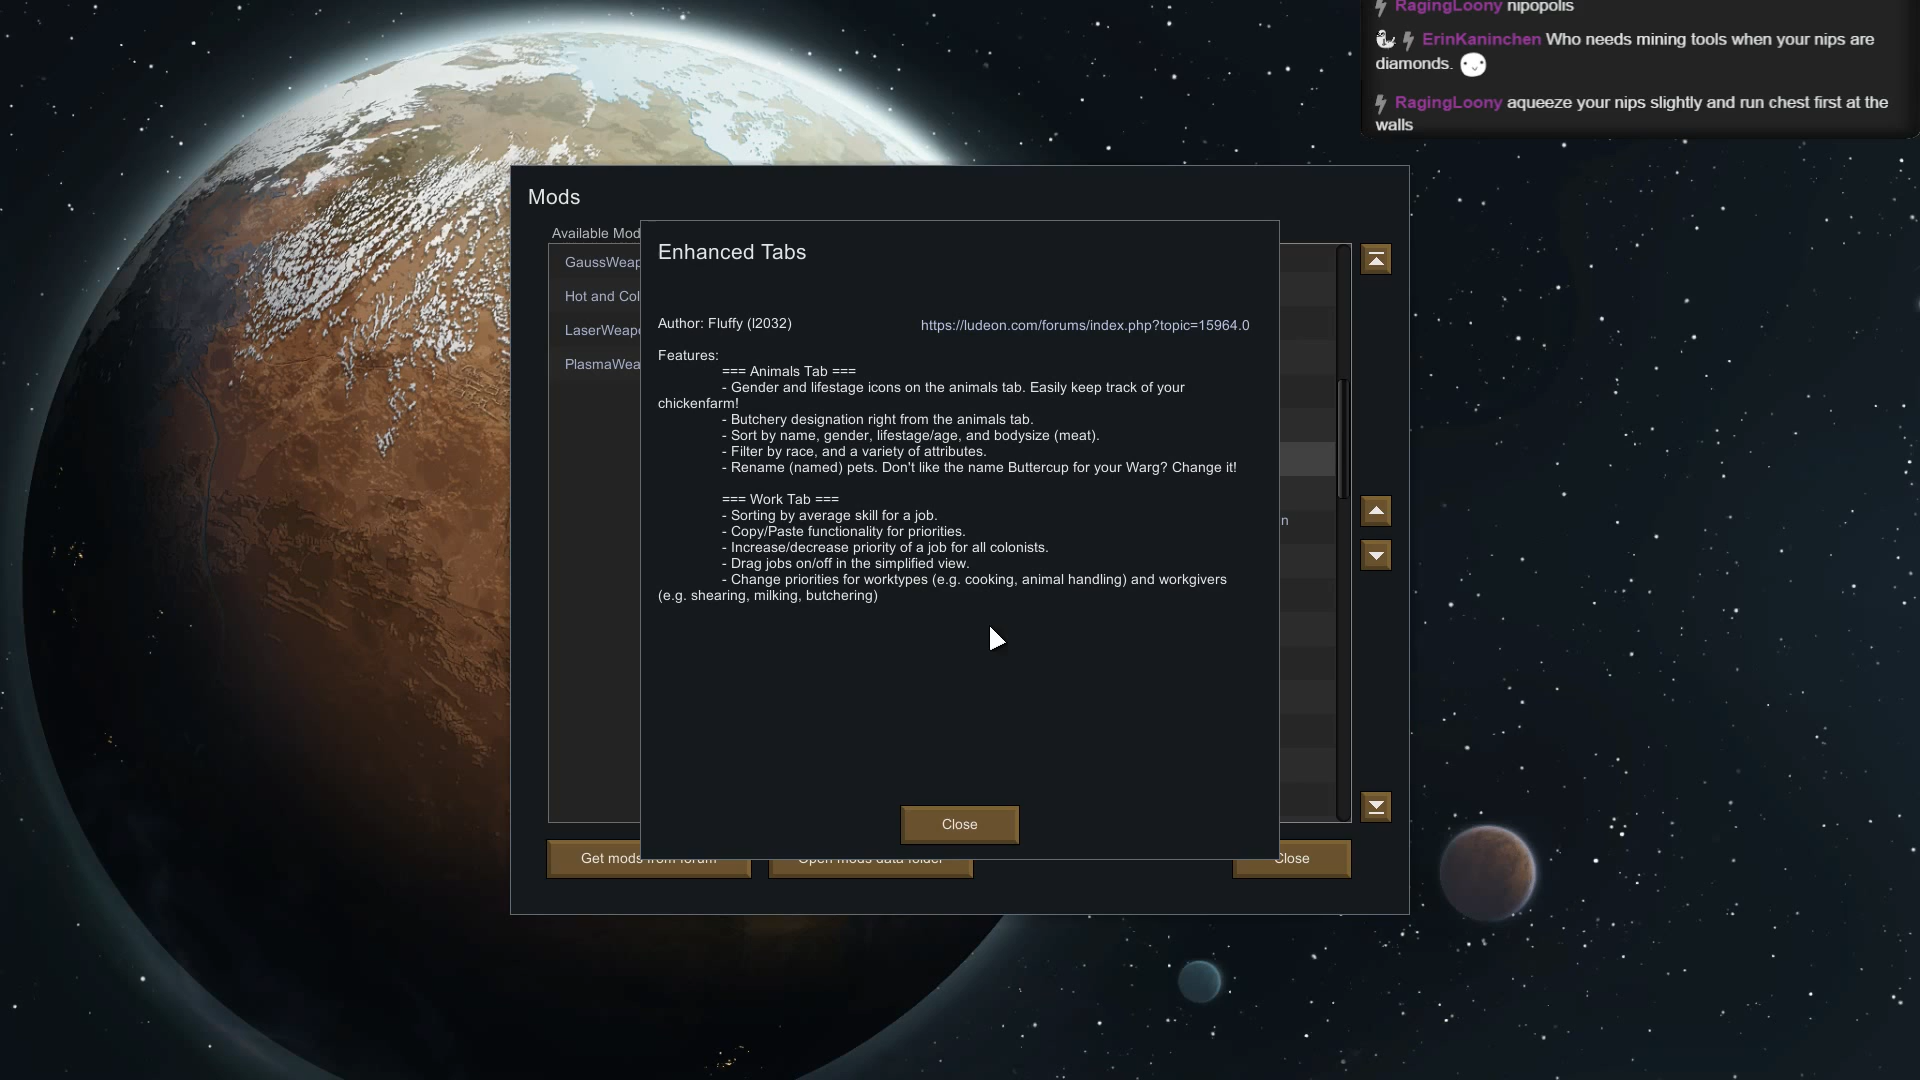 RagingLoony nipopolis
ErinKaninchen Who needs mining tools when your nips are
diamonds.
RagingLoony aqueeze your nips slightly and run chest first at the
walls
Mods
Available Mod
GaussWeap
Hot and Col
LaserWeapo
PlasmaWea
Enhanced Tabs
Author: Fluffy (l2032)
https://ludeon.com/forums/index.php?topic=15964.0
Features:
=== Animals Tab ===
- Gender and lifestage icons on the animals tab. Easily keep track of your
chickenfarm!
- Butchery designation right from the animals tab.
- Sort by name, gender, lifestage/age, and bodysize (meat).
- Filter by race, and a variety of attributes.
- Rename (named) pets. Don't like the name Buttercup for your Warg? Change it!
=== Work Tab ===
- Sorting by average skill for a job.
- Copy/Paste functionality for priorities.
- Increase/decrease priority of a job for all colonists.
- Drag jobs on/off in the simplified view.
- Change priorities for worktypes (e.g. cooking, animal handling) and workgivers
(e.g. shearing, milking, butchering)
n
Close
Get mods from forum
Open mods data folder
Close